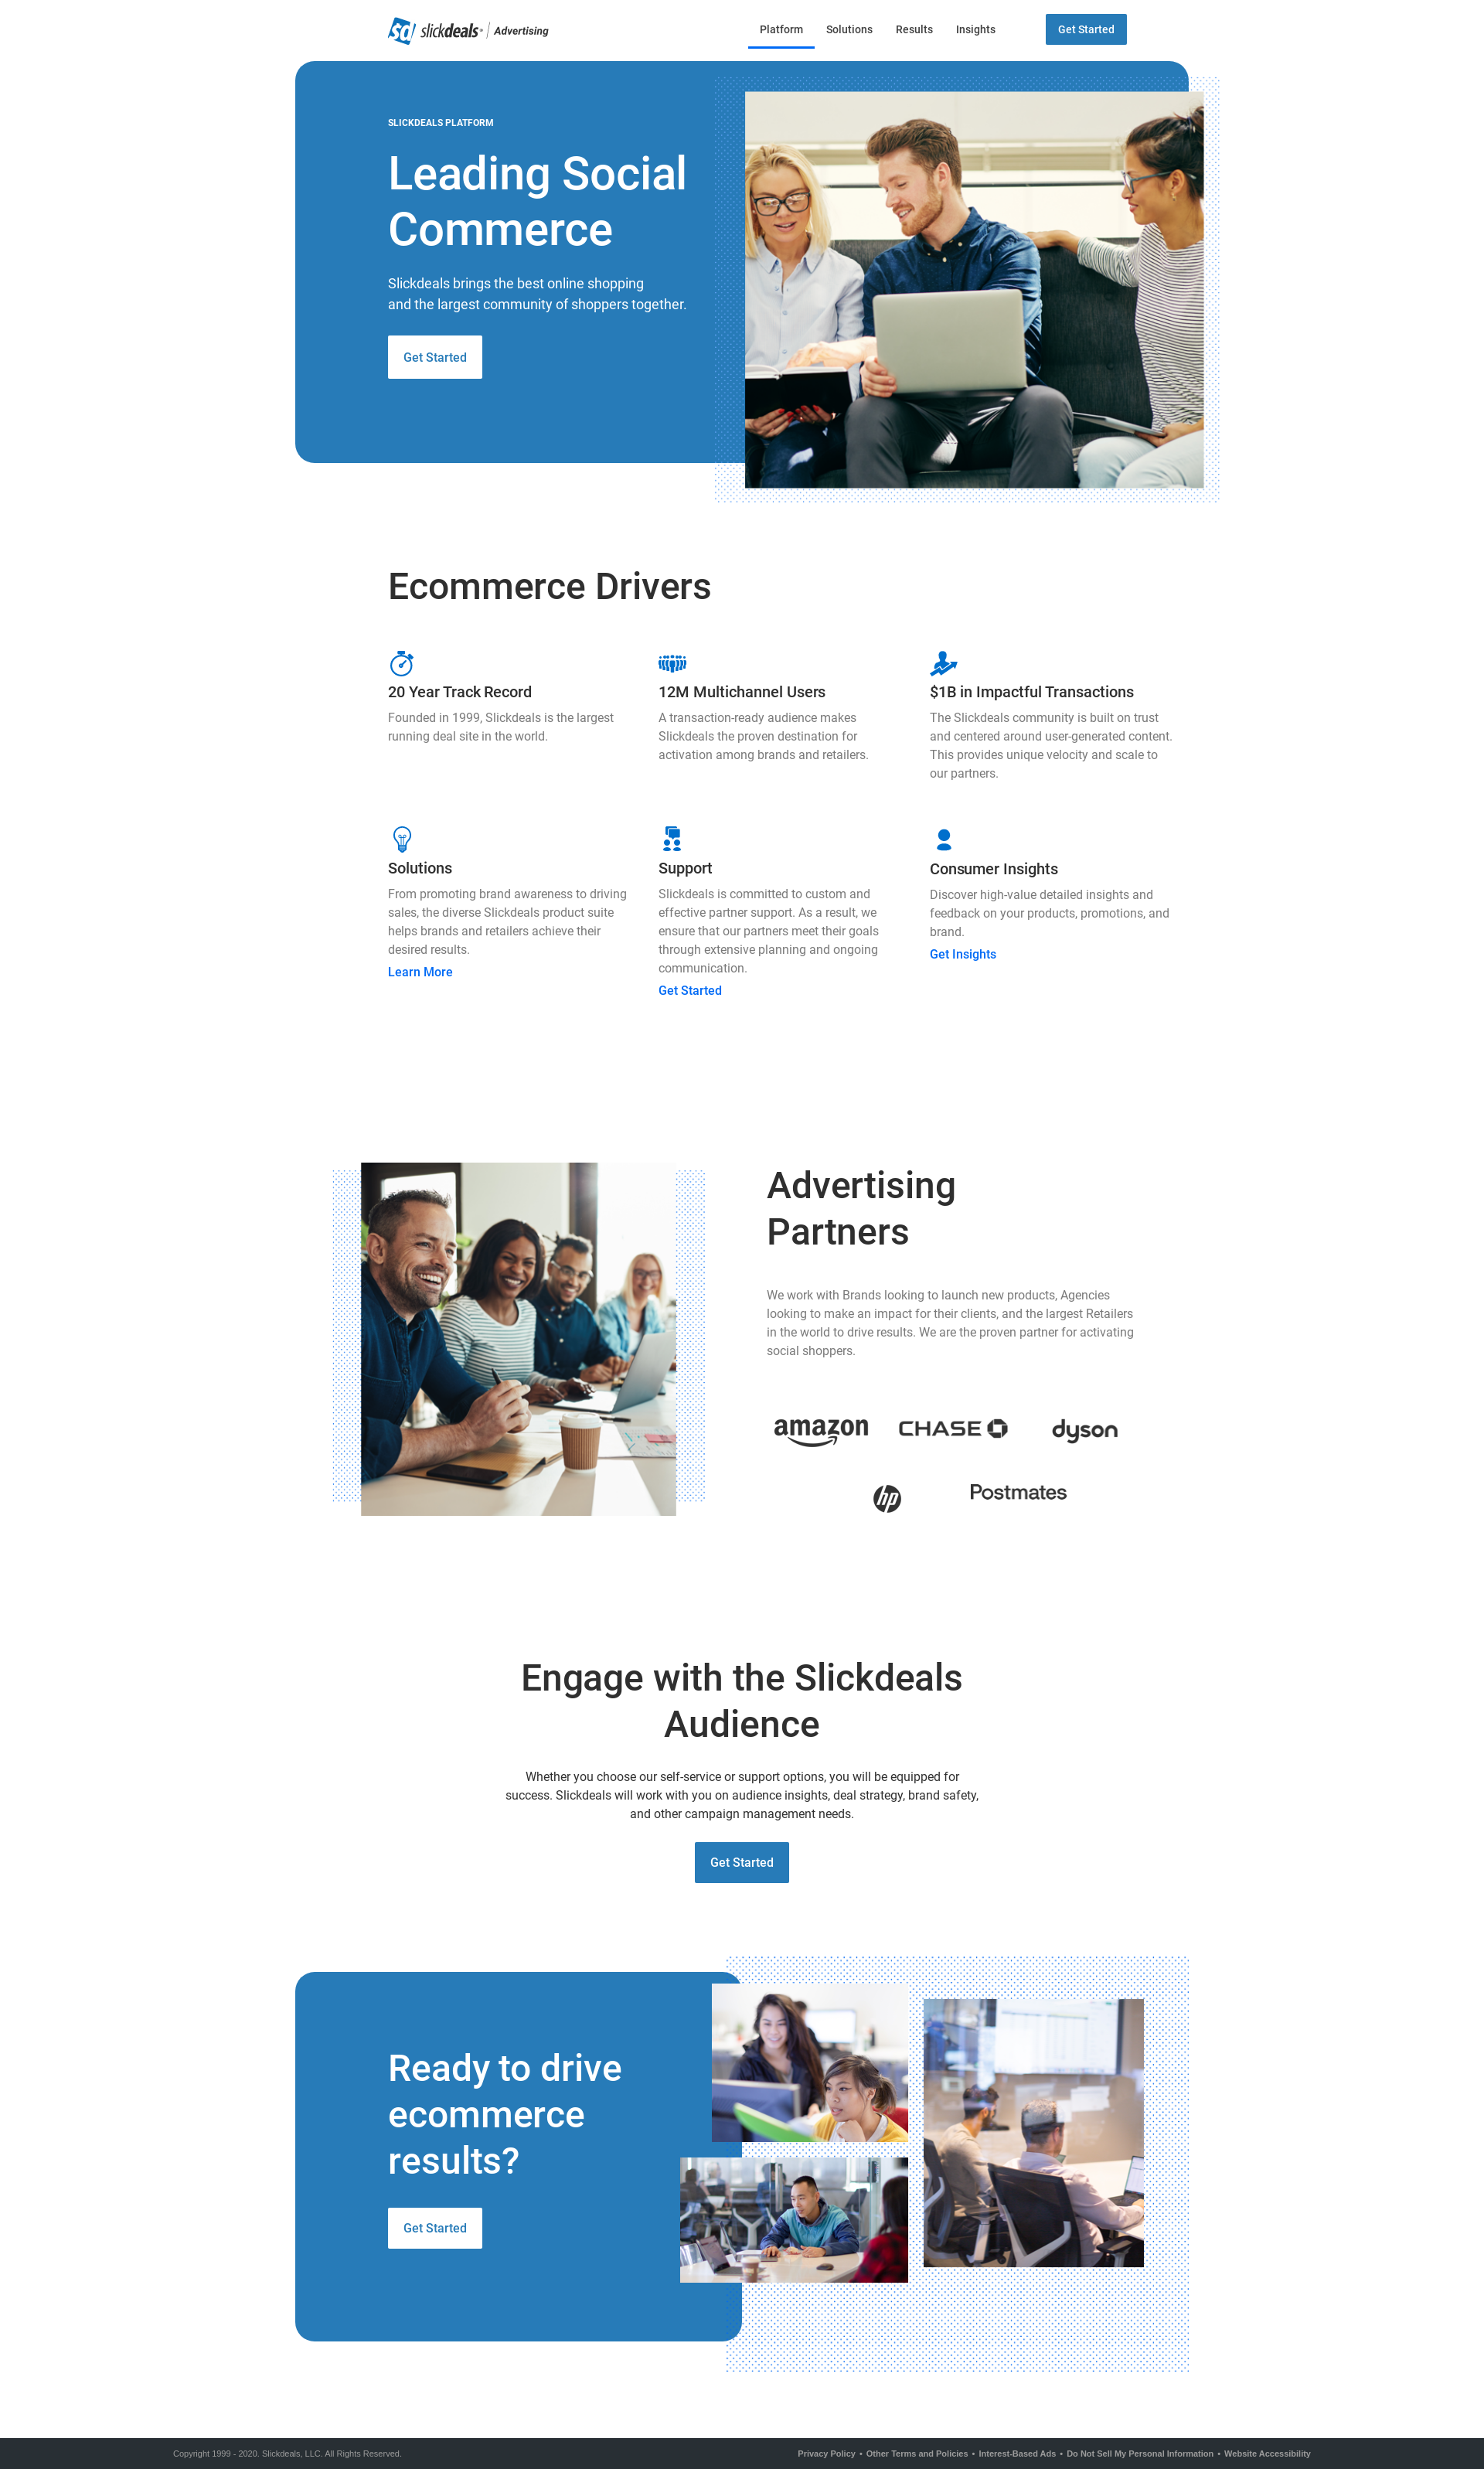 slickdeals Advertising
Platform
Solutions
Results
Insights
Get Started
SLICKDEALS PLATFORM
Leading Social
Commerce
Slickdeals brings the best online shopping
and the largest community of shoppers together.
Get Started
Ecommerce Drivers
20 Year Track Record
Founded in 1999, Slickdeals is the largest
running deal site in the world.
12M Multichannel Users
A transaction-ready audience makes
Slickdeals the proven destination for
activation among brands and retailers.
$1B in Impactful Transactions
The Slickdeals community is built on trust
and centered around user-generated content.
This provides unique velocity and scale to
our partners.
Solutions
From promoting brand awareness to driving
sales, the diverse Slickdeals product suite
helps brands and retailers achieve their
desired results.
Learn More
Support
Slickdeals is committed to custom and
effective partner support. As a result, we
ensure that our partners meet their goals
through extensive planning and ongoing
communication.
Get Started
Consumer Insights
Discover high-value detailed insights and
feedback on your products, promotions, and
brand.
Get Insights
Advertising
Partners
We work with Brands looking to launch new products, Agencies
looking to make an impact for their clients, and the largest Retailers
in the world to drive results. We are the proven partner for activating
social shoppers.
amazon
CHASE
dyson
hp
Postmates
Engage with the Slickdeals
Audience
Whether you choose our self-service or support options, you will be equipped for
success. Slickdeals will work with you on audience insights, deal strategy, brand safety,
and other campaign management needs.
Get Started
Ready to drive
ecommerce
results?
Get Started
Copyright 1999 - 2020. Slickdeals, LLC. All Rights Reserved.
Privacy Policy • Other Terms and Policies • Interest-Based Ads • Do Not Sell My Personal Information • Website Accessibility